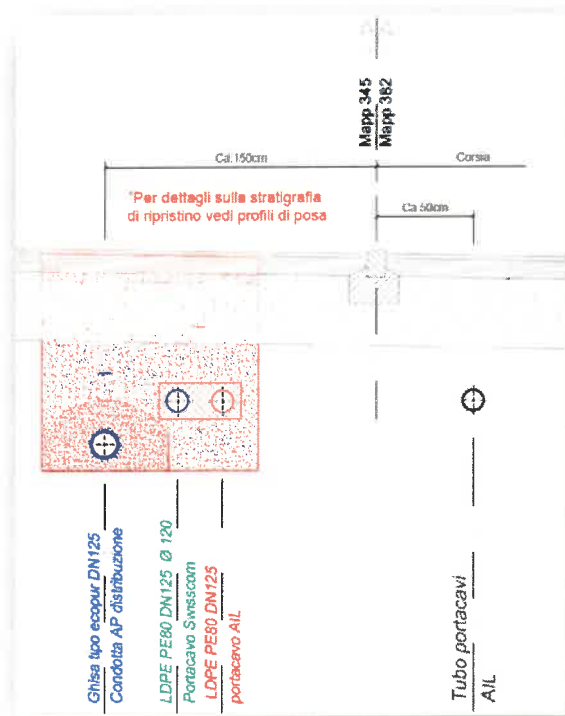 Mapp 345
Mapp 382
Ca.150cm
Corsia
*Per dettagli sulla stratigrafia
di ripristino vedi profili di posa
Ca 50cm
Ghisa tipo ecopur DN125
Condotta AP distribuzione
LDPE PE80 DN125 Ø 120
Portacavo Swisscom
LDPE PE80 DN125
portacavo AIL
Tubo portacavi
AIL